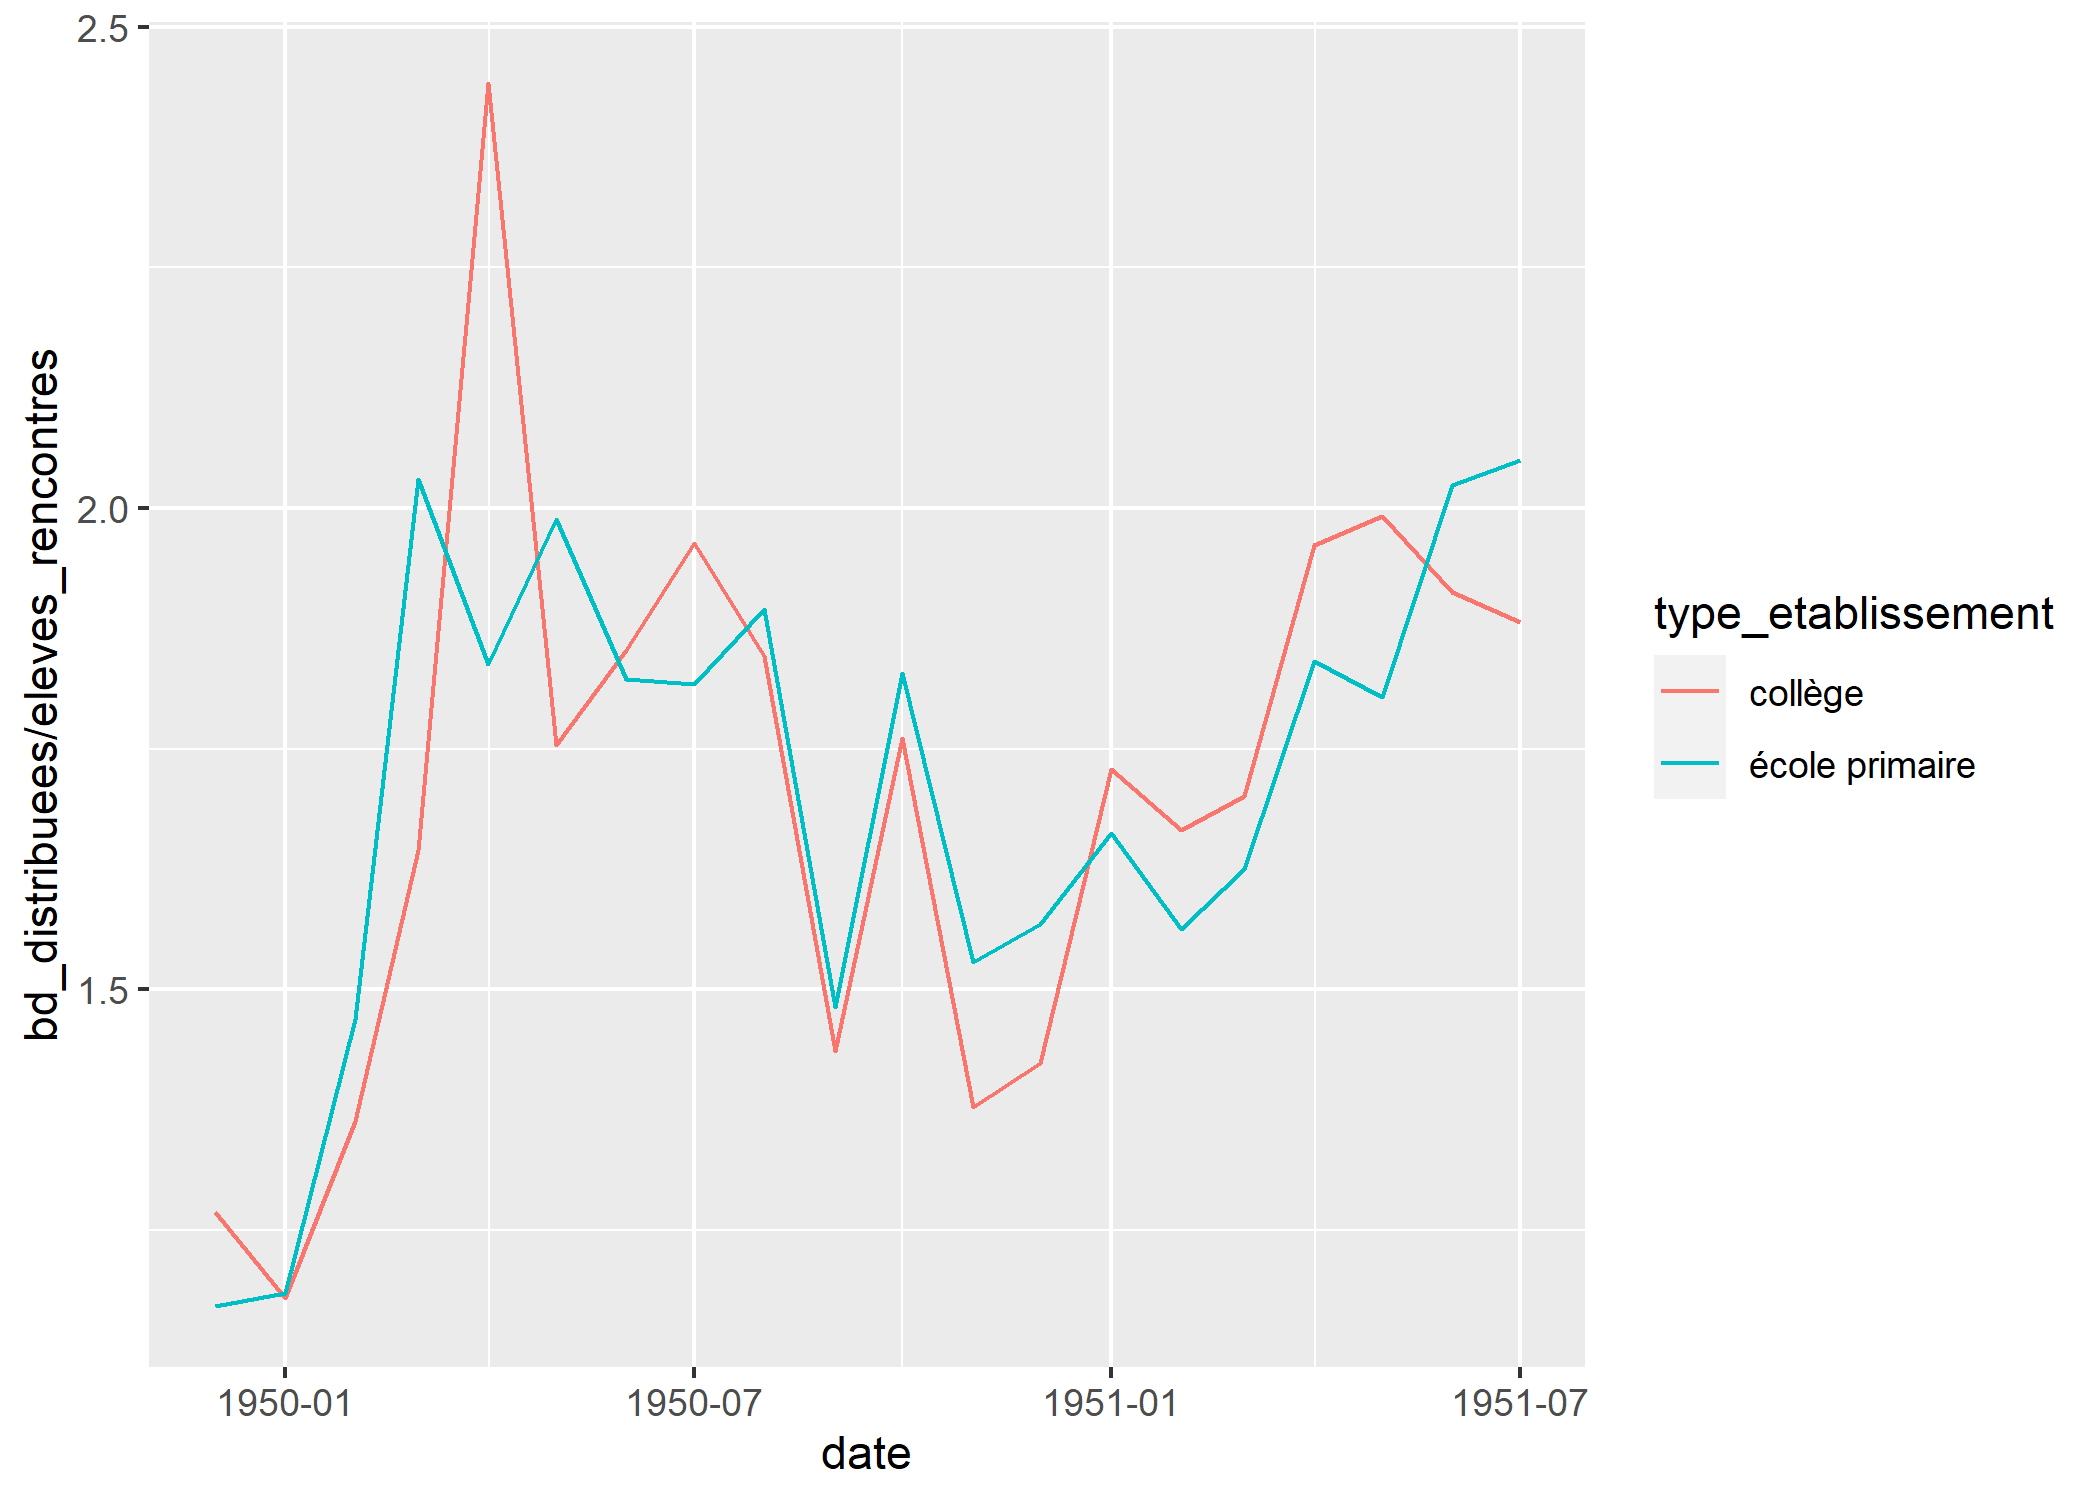 bd_distribuees/eleves_rencontres
2.5
2.0
1.5
1950-01
1950-07
1951-01
1951-07
date
type_etablissement
collège
école primaire